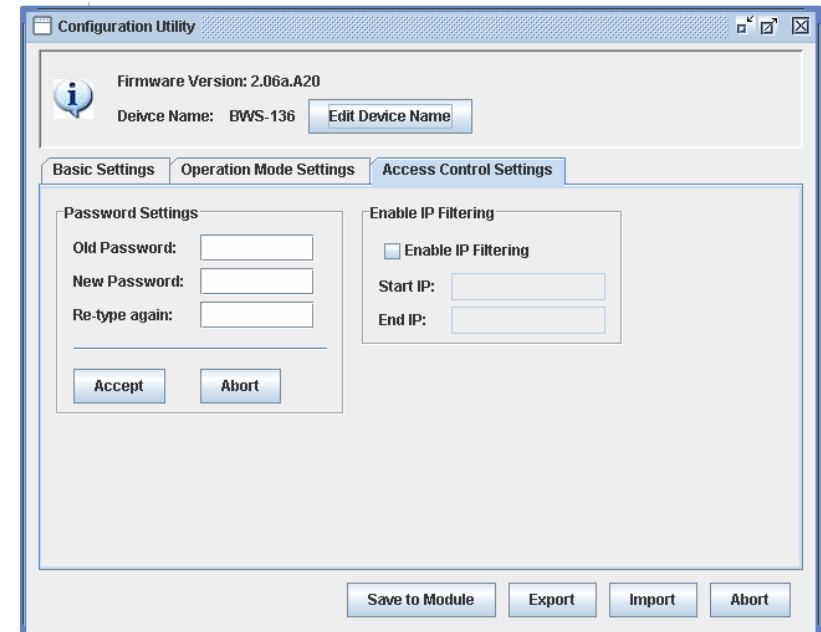 Configuration Utility
Firmware Version: 2.06a.A20
Deivce Name: BWS-136 Edit Device Name
Basic Settings Operation Mode Settings Access Control Settings
Password Settings
Old Password:
New Password:
Re-type again:
Accept Abort
Enable IP Filtering
Enable IP Filtering
Start IP:
End IP:
Save to Module Export Import Abort